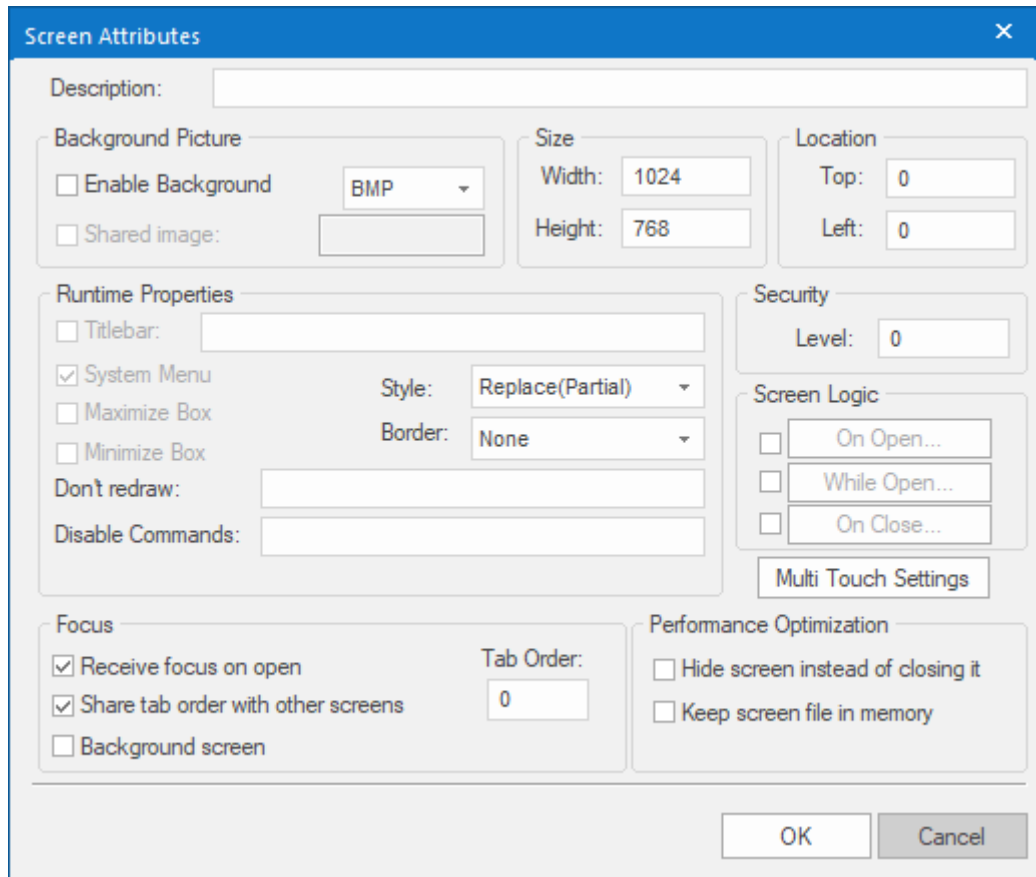 Screen Attributes
Description:
Background Picture
Enable Background BMP
Shared image:
Size
Width: 1024
Height: 768
Location
Top: 0
Left: 0
Runtime Properties
Titlebar:
System Menu
Maximize Box
Minimize Box
Style: Replace(Partial)
Border: None
Don't redraw:
Disable Commands:
Security
Level: 0
Screen Logic
On Open...
While Open...
On Close...
Multi Touch Settings
Focus
Receive focus on open
Share tab order with other screens
Background screen
Tab Order:
0
Performance Optimization
Hide screen instead of closing it
Keep screen file in memory
OK Cancel